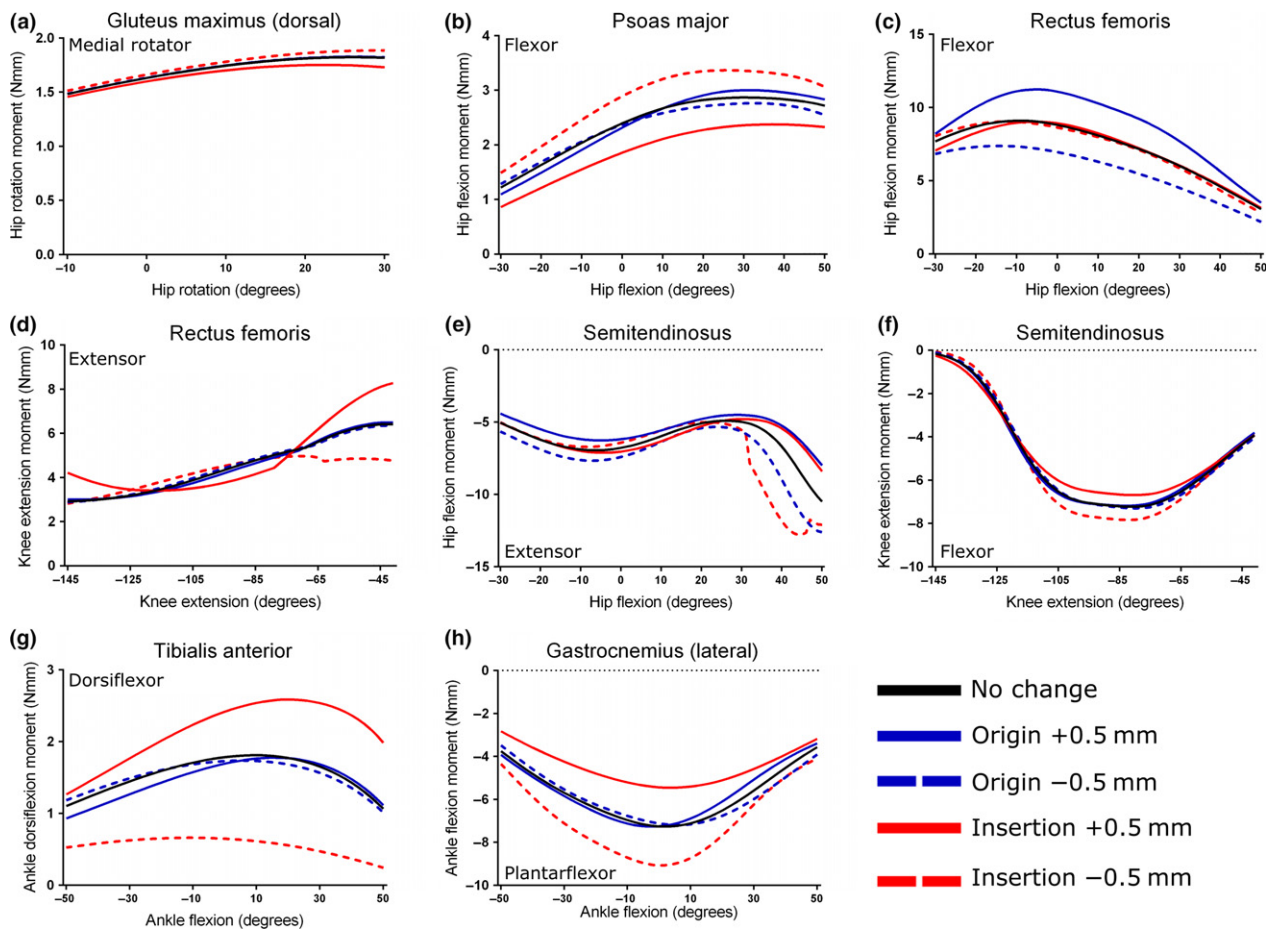 (a) Gluteus maximus (dorsal)
Medial rotator
Hip rotation moment (Nmm)
2.0
1.5
1.0
0.5
0.0
−10 0 10 20 30
Hip rotation (degrees)
(b) Psoas major
Flexor
Hip flexion moment (Nmm)
4
3
2
1
0
−30 −20 −10 0 10 20 30 40 50
Hip flexion (degrees)
(c) Rectus femoris
Flexor
Hip flexion moment (Nmm)
15
10
5
0
−30 −20 −10 0 10 20 30 40 50
Hip flexion (degrees)
(d) Rectus femoris
Extensor
Knee extension moment (Nmm)
10
8
6
4
2
0
−145 −125 −105 −85 −65 −45
Knee extension (degrees)
(e) Semitendinosus
Hip flexion moment (Nmm)
0
−5
−10
−15
Extensor
−30 −20 −10 0 10 20 30 40 50
Hip flexion (degrees)
(f) Semitendinosus
Knee extension moment (Nmm)
0
−2
−4
−6
−8
−10
Flexor
−145 −125 −105 −85 −65 −45
Knee extension (degrees)
(g) Tibialis anterior
Dorsiflexor
Ankle dorsiflexion moment (Nmm)
3
2
1
0
−50 −30 −10 10 30 50
Ankle flexion (degrees)
(h) Gastrocnemius (lateral)
Ankle flexion moment (Nmm)
0
−2
−4
−6
−8
−10
Plantarflexor
−50 −30 −10 10 30 50
Ankle flexion (degrees)
No change
Origin +0.5 mm
Origin −0.5 mm
Insertion +0.5 mm
Insertion −0.5 mm